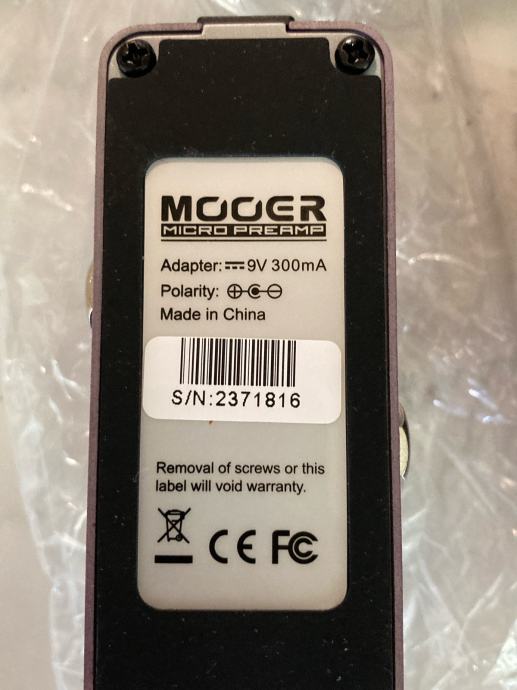 MOOER
MICRO PREAMP
Adapter: ⎓ 9V 300mA
Polarity:
Made in China
S/N:2371816
Removal of screws or this
label will void warranty.
CE FC